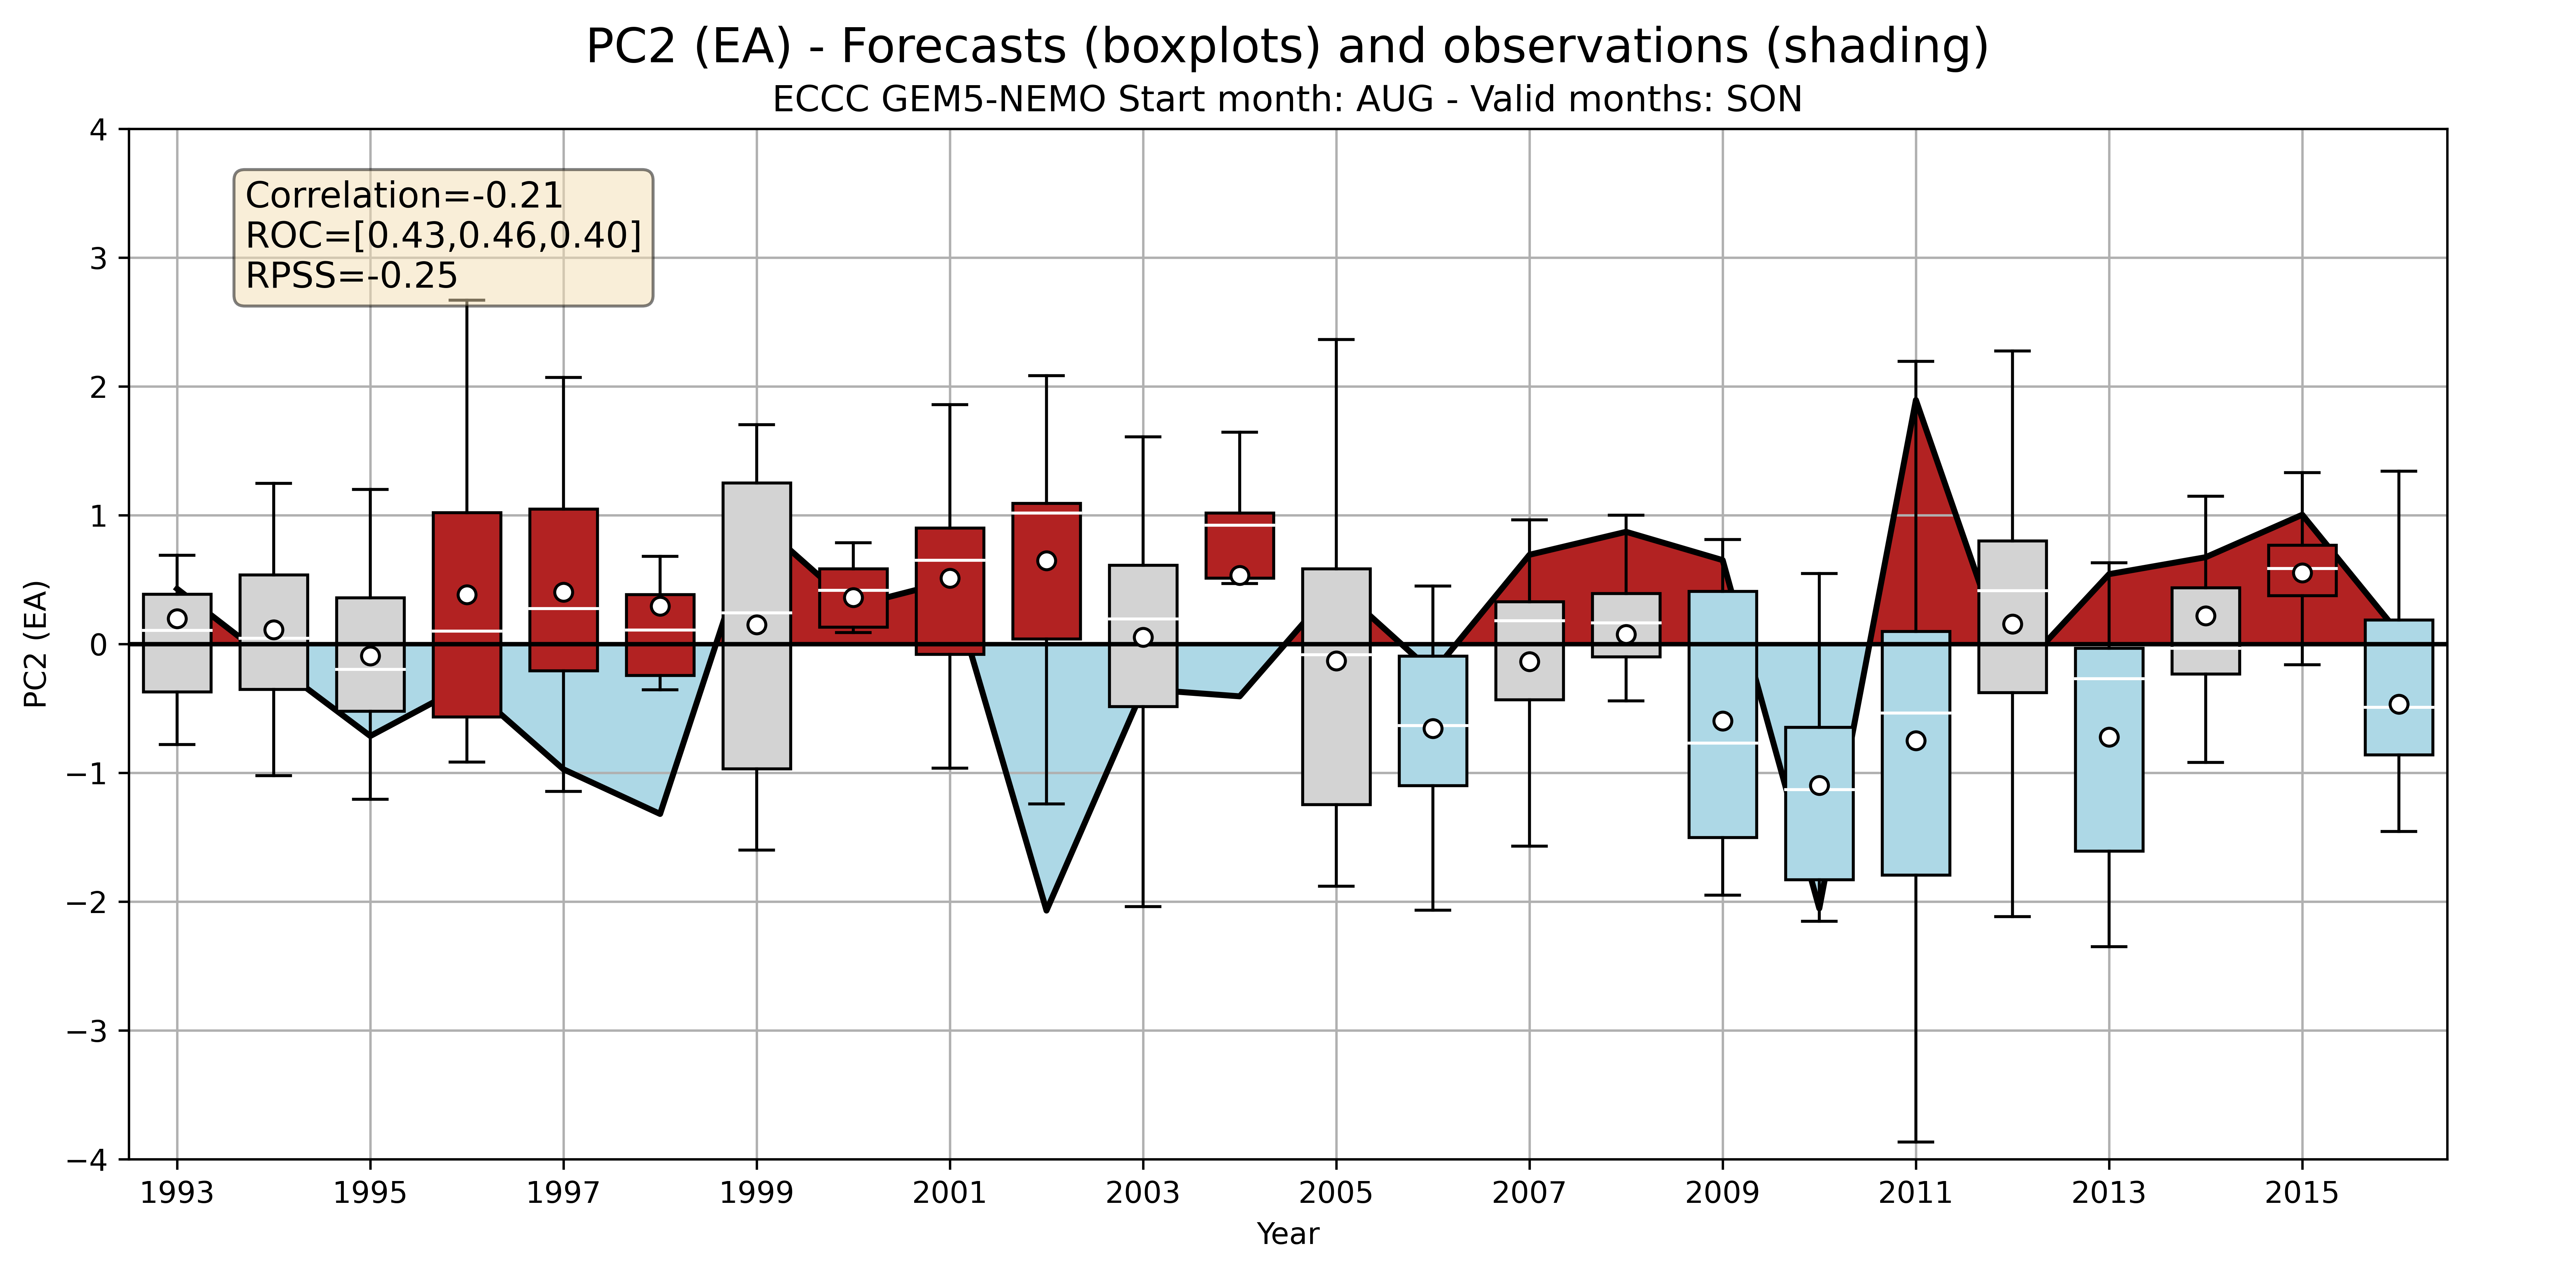 PC2 (EA) - Forecasts (boxplots) and observations (shading)
ECCC GEM5-NEMO Start month: AUG - Valid months: SON
Correlation=-0.21
ROC=[0.43,0.46,0.40]
RPSS=-0.25
PC2 (EA)
4
3
2
1
0
−1
−2
−3
−4
1993 1995 1997 1999 2001 2003 2005 2007 2009 2011 2013 2015
Year